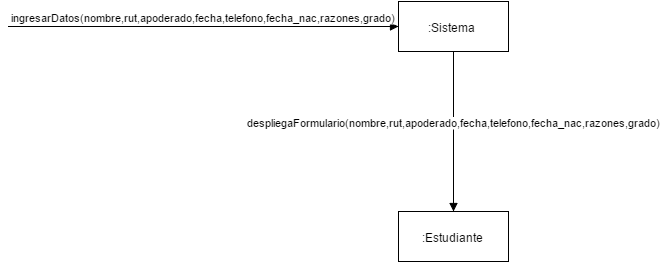 ingresarDatos(nombre,rut,apoderado,fecha,telefono,fecha_nac,razones,grado)
:Sistema
despliegaFormulario(nombre,rut,apoderado,fecha,telefono,fecha_nac,razones,grado)
:Estudiante